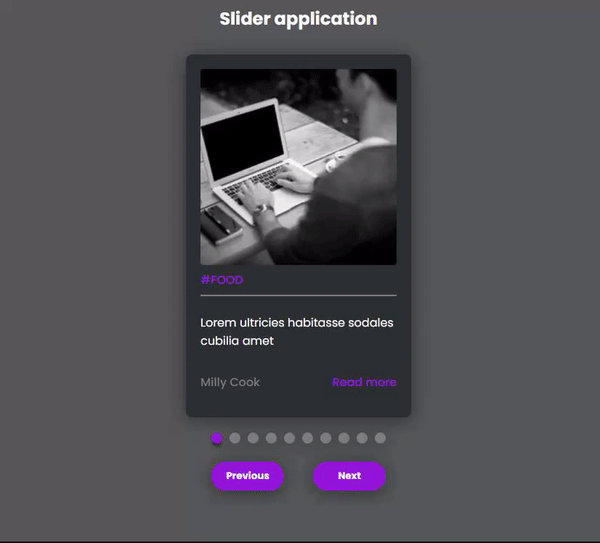 Slider application
#FOOD
Lorem ultricies habitasse sodales
cubilia amet
Milly Cook Read more
Previous Next